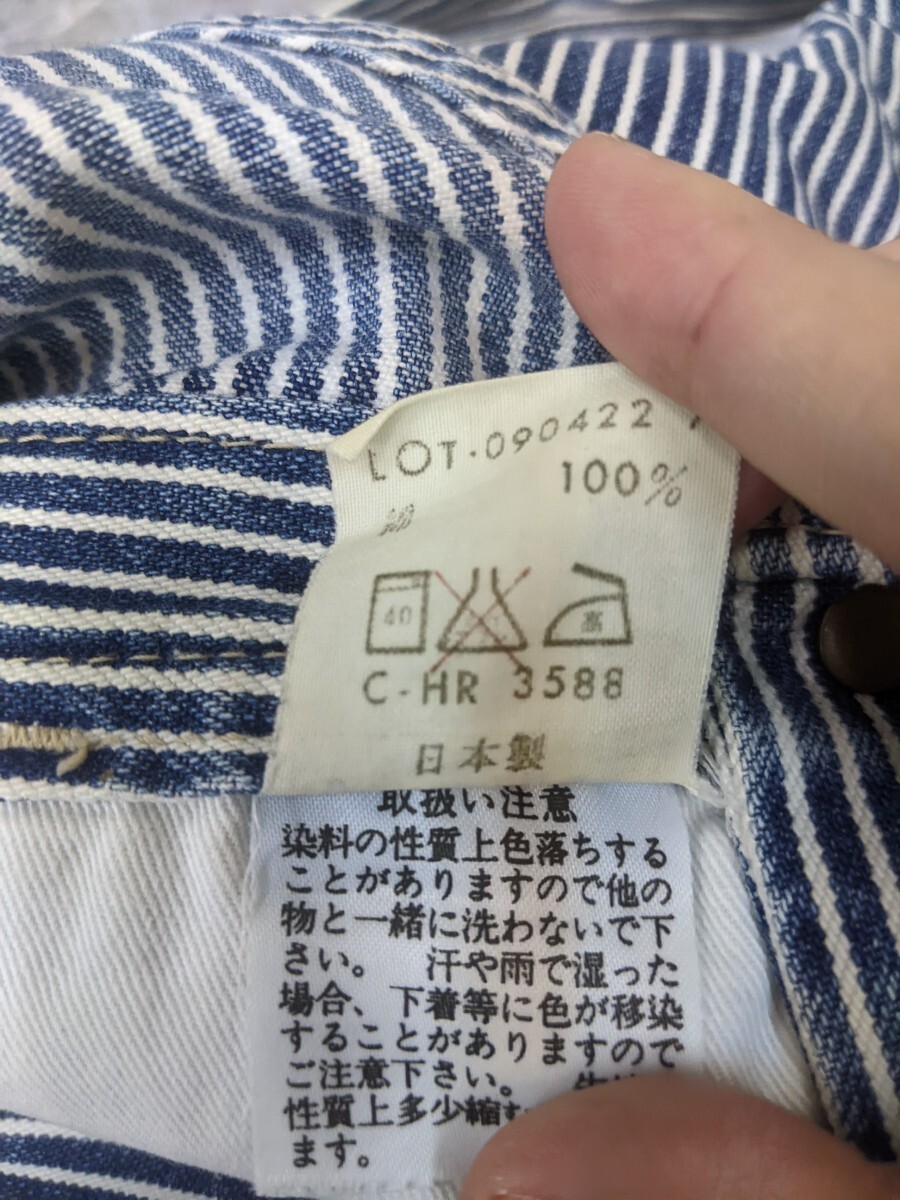 LOT·090422
綿 100%
40 高
C-HR 3588
日本製
取扱い注意
染料の性質上色落ちする
ことがありますので他の
物と一緒に洗わないで下
さい。 汗や雨で湿った
場合、下着等に色が移染
することがありますので
ご注意下さい。
性質上多少縮
ます。